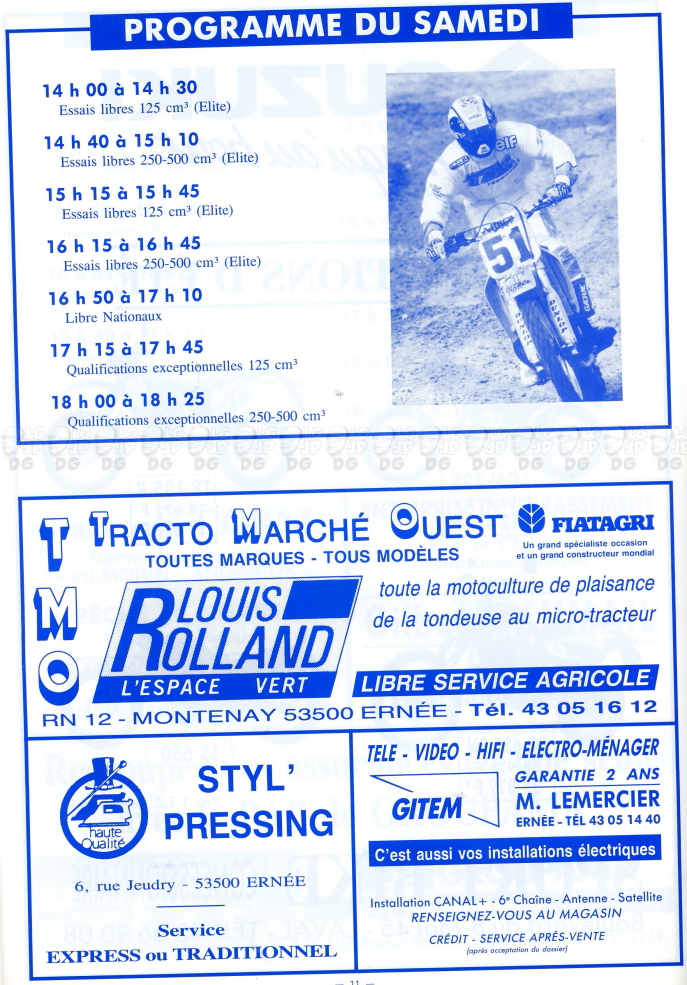 PROGRAMME DU SAMEDI
14 h 00 à 14 h 30
Essais libres 125 cm³ (Elite)
14 h 40 à 15 h 10
Essais libres 250-500 cm³ (Elite)
15 h 15 à 15 h 45
Essais libres 125 cm³ (Elite)
16 h 15 à 16 h 45
Essais libres 250-500 cm³ (Elite)
16 h 50 à 17 h 10
Libre Nationaux
17 h 15 à 17 h 45
Qualifications exceptionnelles 125 cm³
18 h 00 à 18 h 25
Qualifications exceptionnelles 250-500 cm³
elf
51
DUNLOP
DUNLOP
TMO
TRACTO MARCHÉ OUEST
TOUTES MARQUES - TOUS MODÈLES
FIATAGRI
Un grand spécialiste occasion
et un grand constructeur mondial
LOUIS
ROLLAND
L'ESPACE VERT
toute la motoculture de plaisance
de la tondeuse au micro-tracteur
LIBRE SERVICE AGRICOLE
RN 12 - MONTENAY 53500 ERNÉE - Tél. 43 05 16 12
haute
Qualité
STYL'
PRESSING
6, rue Jeudry - 53500 ERNÉE
Service
EXPRESS ou TRADITIONNEL
TELE - VIDEO - HIFI - ELECTRO-MÉNAGER
GITEM
GARANTIE 2 ANS
M. LEMERCIER
ERNÉE - TÉL 43 05 14 40
C'est aussi vos installations électriques
Installation CANAL+ - 6e Chaîne - Antenne - Satellite
RENSEIGNEZ-VOUS AU MAGASIN
CRÉDIT - SERVICE APRÈS-VENTE
(après acceptation du dossier)
— 11 —